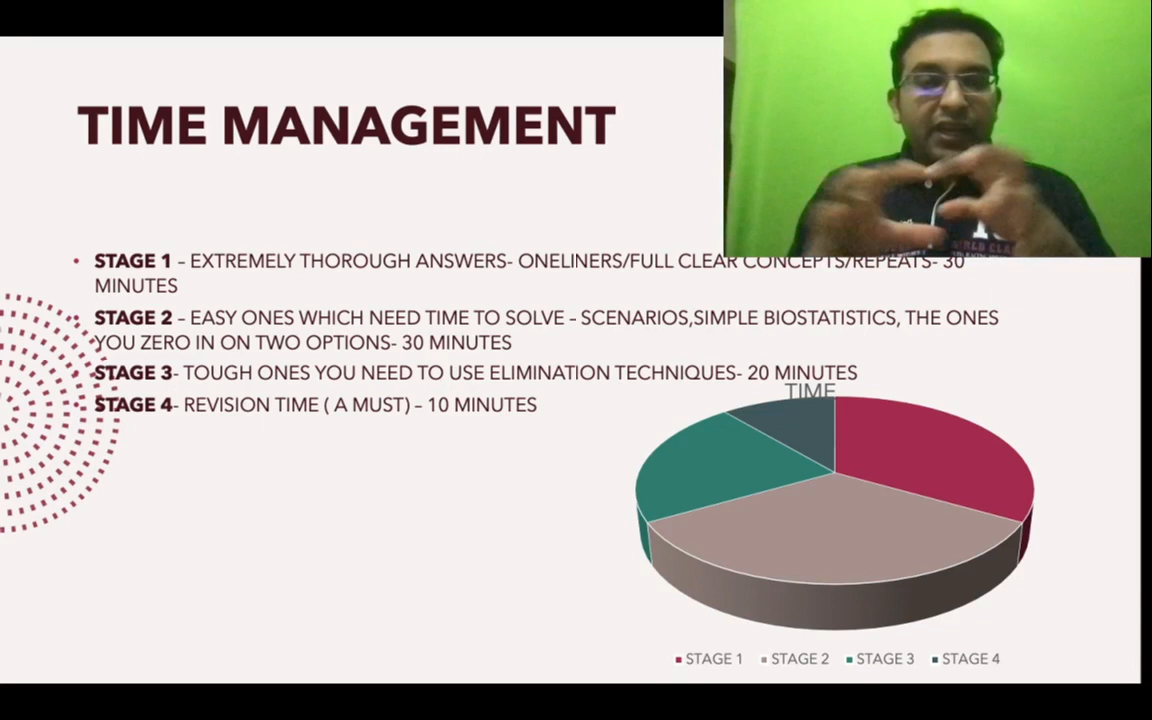 TIME MANAGEMENT
• STAGE 1 – EXTREMELY THOROUGH ANSWERS- ONELINERS/FULL CLEAR CONCEPTS/REPEATS- 30
MINUTES
• STAGE 2 – EASY ONES WHICH NEED TIME TO SOLVE – SCENARIOS,SIMPLE BIOSTATISTICS, THE ONES
YOU ZERO IN ON TWO OPTIONS- 30 MINUTES
• STAGE 3- TOUGH ONES YOU NEED TO USE ELIMINATION TECHNIQUES- 20 MINUTES
• STAGE 4- REVISION TIME ( A MUST) – 10 MINUTES
TIME
STAGE 1 STAGE 2 STAGE 3 STAGE 4